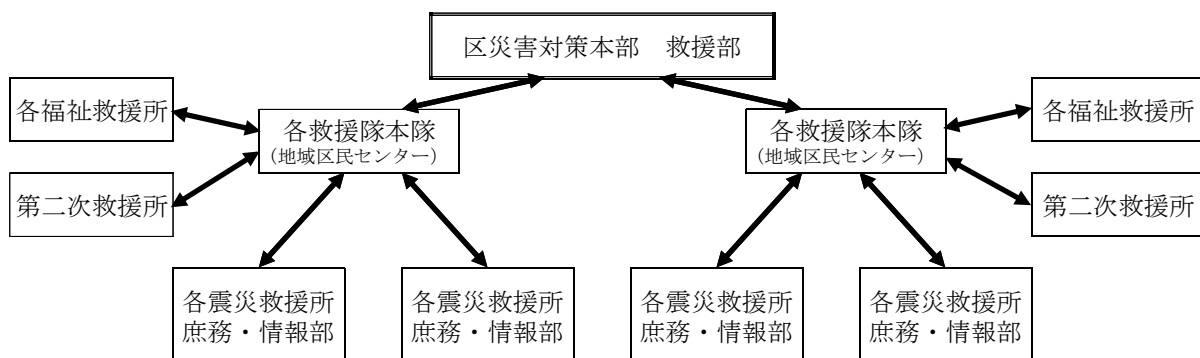 区災害対策本部　救援部
各福祉救援所
各救援隊本隊
(地域区民センター)
第二次救援所
各救援隊本隊
(地域区民センター)
各福祉救援所
第二次救援所
各震災救援所
庶務・情報部
各震災救援所
庶務・情報部
各震災救援所
庶務・情報部
各震災救援所
庶務・情報部